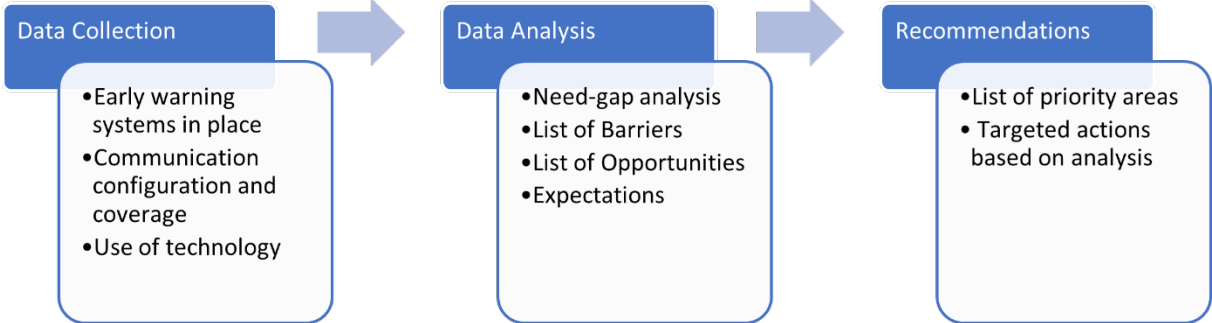 Data Collection
•Early warning
systems in place
•Communication
configuration and
coverage
•Use of technology
Data Analysis
•Need-gap analysis
•List of Barriers
•List of Opportunities
•Expectations
Recommendations
•List of priority areas
• Targeted actions
based on analysis